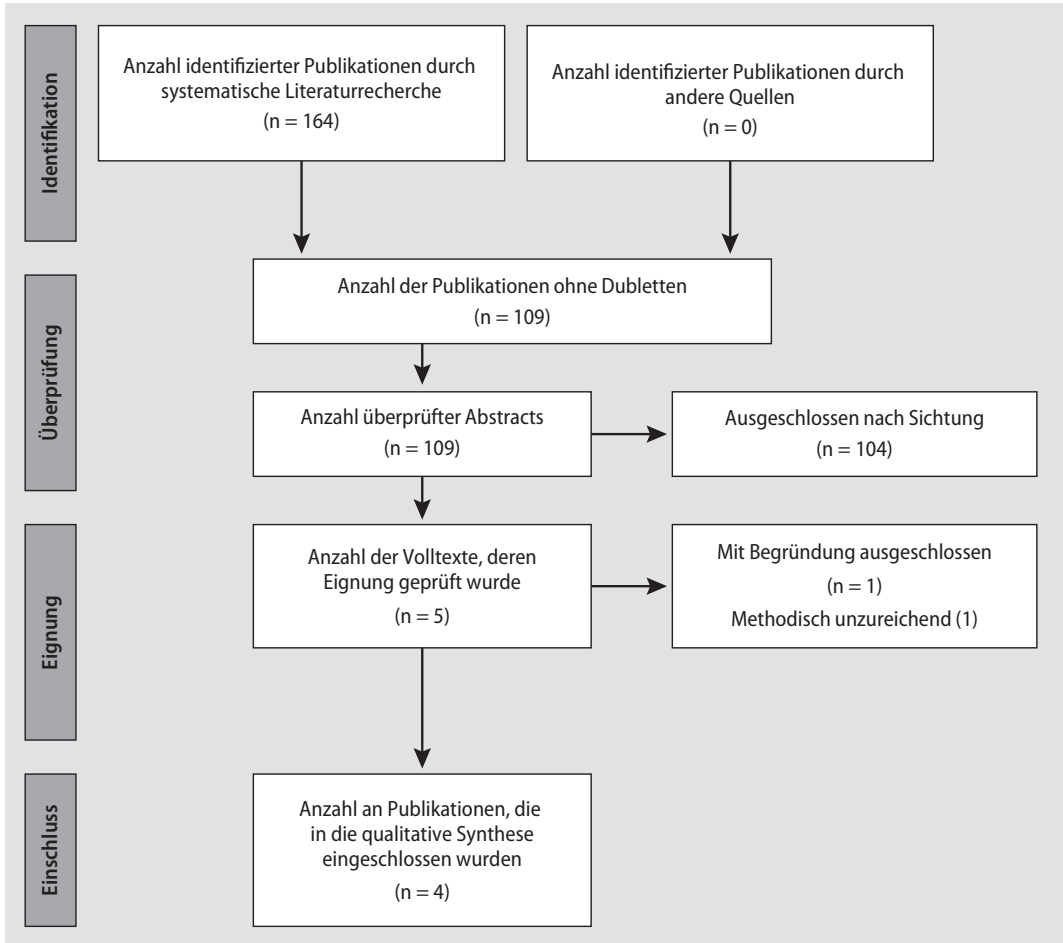 Identifikation
Anzahl identifizierter Publikationen durch
systematische Literaturrecherche
(n = 164)
Anzahl identifizierter Publikationen durch
andere Quellen
(n = 0)
Überprüfung
Anzahl der Publikationen ohne Dubletten
(n = 109)
Anzahl überprüfter Abstracts
(n = 109)
Ausgeschlossen nach Sichtung
(n = 104)
Eignung
Anzahl der Volltexte, deren
Eignung geprüft wurde
(n = 5)
Mit Begründung ausgeschlossen
(n = 1)
Methodisch unzureichend (1)
Einschluss
Anzahl an Publikationen, die
in die qualitative Synthese
eingeschlossen wurden
(n = 4)